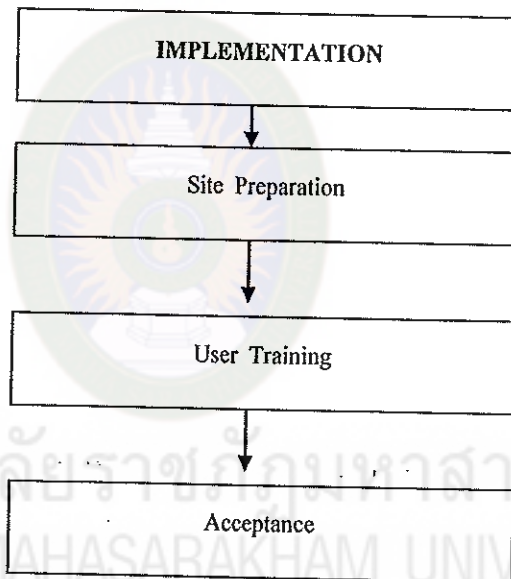 IMPLEMENTATION
Site Preparation
User Training
Acceptance
ลัยราชภัฏมหาสา
MAHASARAKHAM UNIV